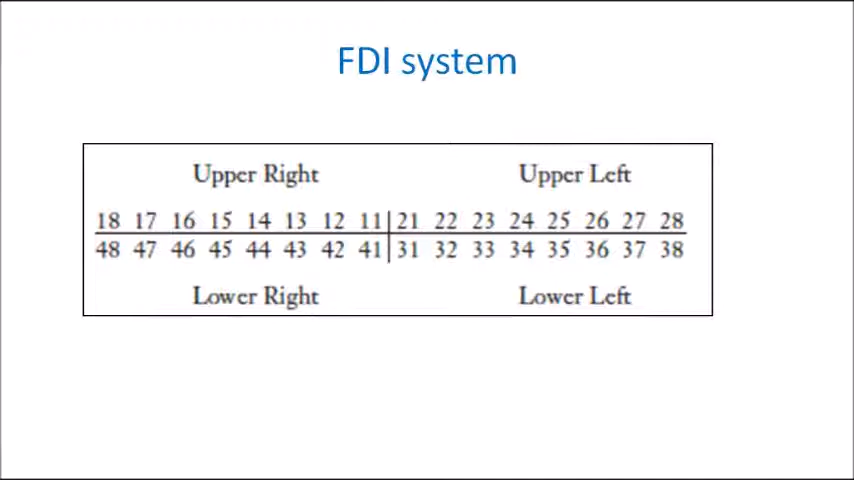 FDI system
Upper Right Upper Left
18 17 16 15 14 13 12 11 21 22 23 24 25 26 27 28
48 47 46 45 44 43 42 41 31 32 33 34 35 36 37 38
Lower Right Lower Left